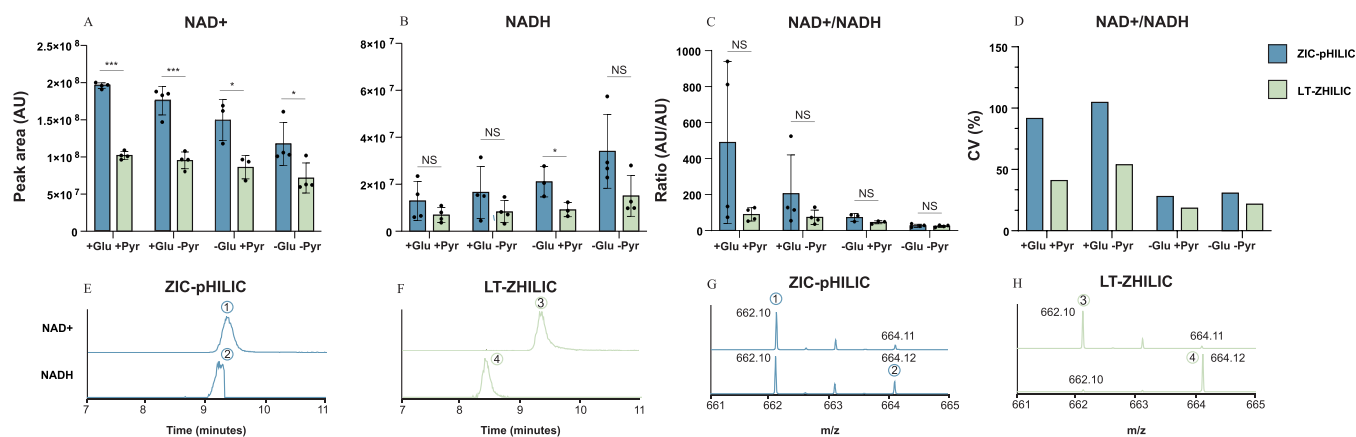 A
NAD+
Peak area (AU)
2.5×10 8
2×10 8
1×10 8
1×10 8
5×10 7
0
***
***
*
*
+Glu +Pyr
+Glu -Pyr
-Glu +Pyr
-Glu -Pyr
B
NADH
8×10 7
6×10 7
4×10 7
2×10 7
0
NS
NS
*
NS
+Glu +Pyr
+Glu -Pyr
-Glu +Pyr
-Glu -Pyr
C
NAD+/NADH
Ratio (AU/AU)
1000
800
600
400
200
0
NS
NS
NS
NS
+Glu +Pyr
+Glu -Pyr
-Glu +Pyr
-Glu -Pyr
D
NAD+/NADH
CV (%)
150
100
50
0
+Glu +Pyr
+Glu -Pyr
-Glu +Pyr
-Glu -Pyr
ZIC-pHILIC
LT-ZHILIC
E
ZIC-pHILIC
1
NAD+
2
NADH
7 8 9 10 11
Time (minutes)
F
LT-ZHILIC
3
4
7 8 9 10 11
Time (minutes)
G
ZIC-pHILIC
1
662.10
664.11
662.10
664.12
2
661 662 663 664 665
m/z
H
LT-ZHILIC
3
662.10
664.11
4 664.12
662.10
661 662 663 664 665
m/z